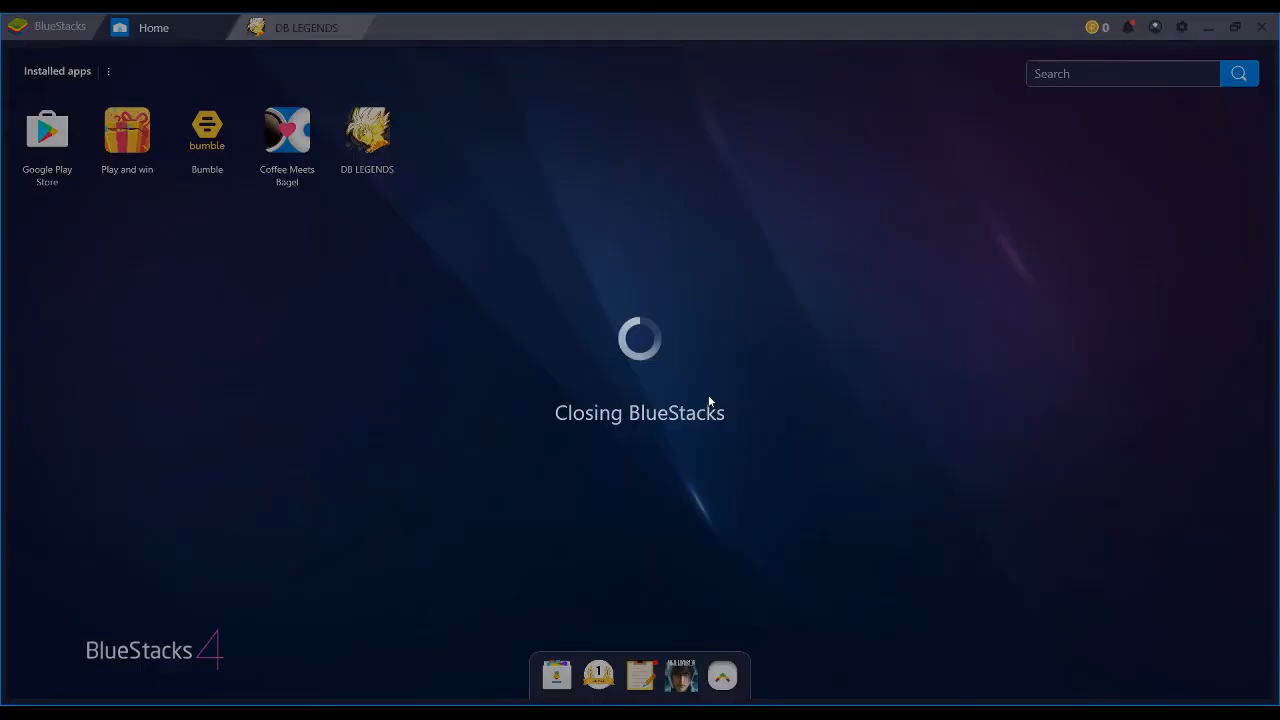 BlueStacks
Home
DB LEGENDS
0
Installed apps
Search
bumble
Google Play
Store
Play and win
Bumble
Coffee Meets
Bagel
DB LEGENDS
Closing BlueStacks
BlueStacks 4
1